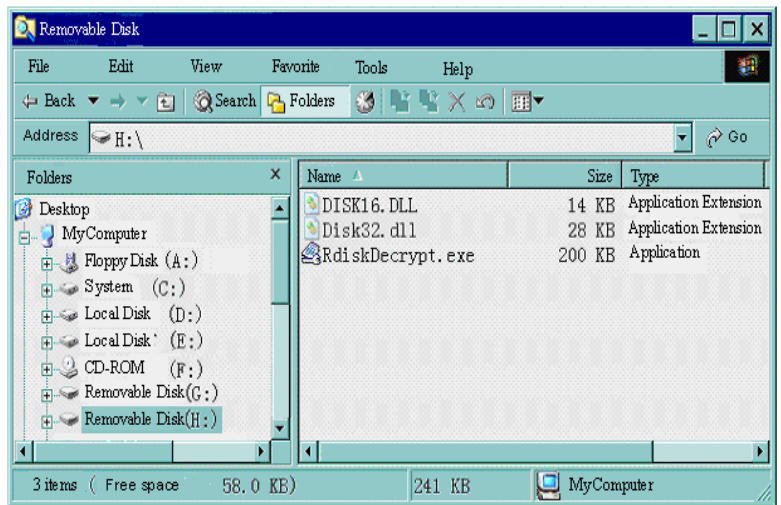 Removable Disk
File Edit View Favorite Tools Help
Back Search Folders
Address H:\ Go
Folders x
Desktop
MyComputer
Floppy Disk (A:)
System (C:)
Local Disk (D:)
Local Disk (E:)
CD-ROM (F:)
Removable Disk(G:)
Removable Disk(H:)
Name Size Type
DISK16.DLL 14 KB Application Extension
Disk32.dll 28 KB Application Extension
RdiskDecrypt.exe 200 KB Application
3 items ( Free space 58.0 KB) 241 KB MyComputer